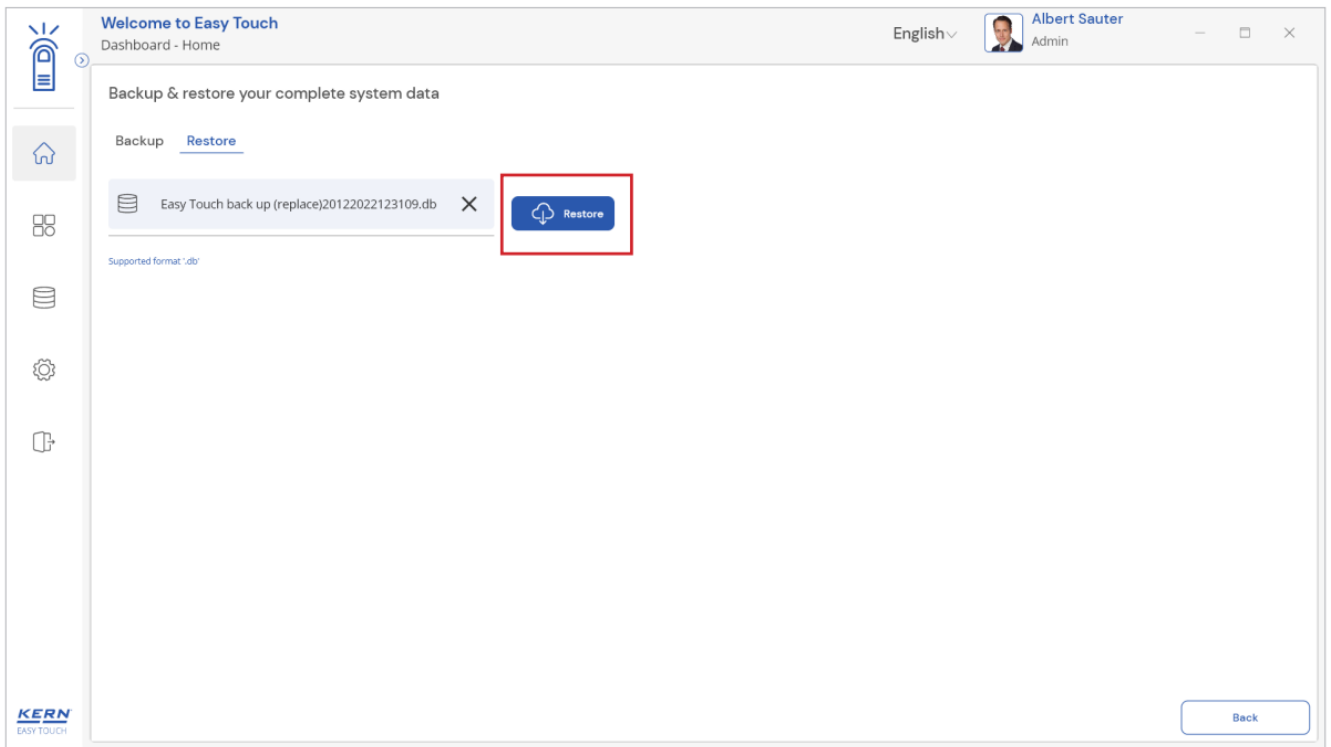 Welcome to Easy Touch
Dashboard - Home
English
Albert Sauter
Admin
Backup & restore your complete system data
Backup Restore
Easy Touch back up (replace)20122022123109.db
Restore
Supported format '.db'
KERN
EASY TOUCH
Back